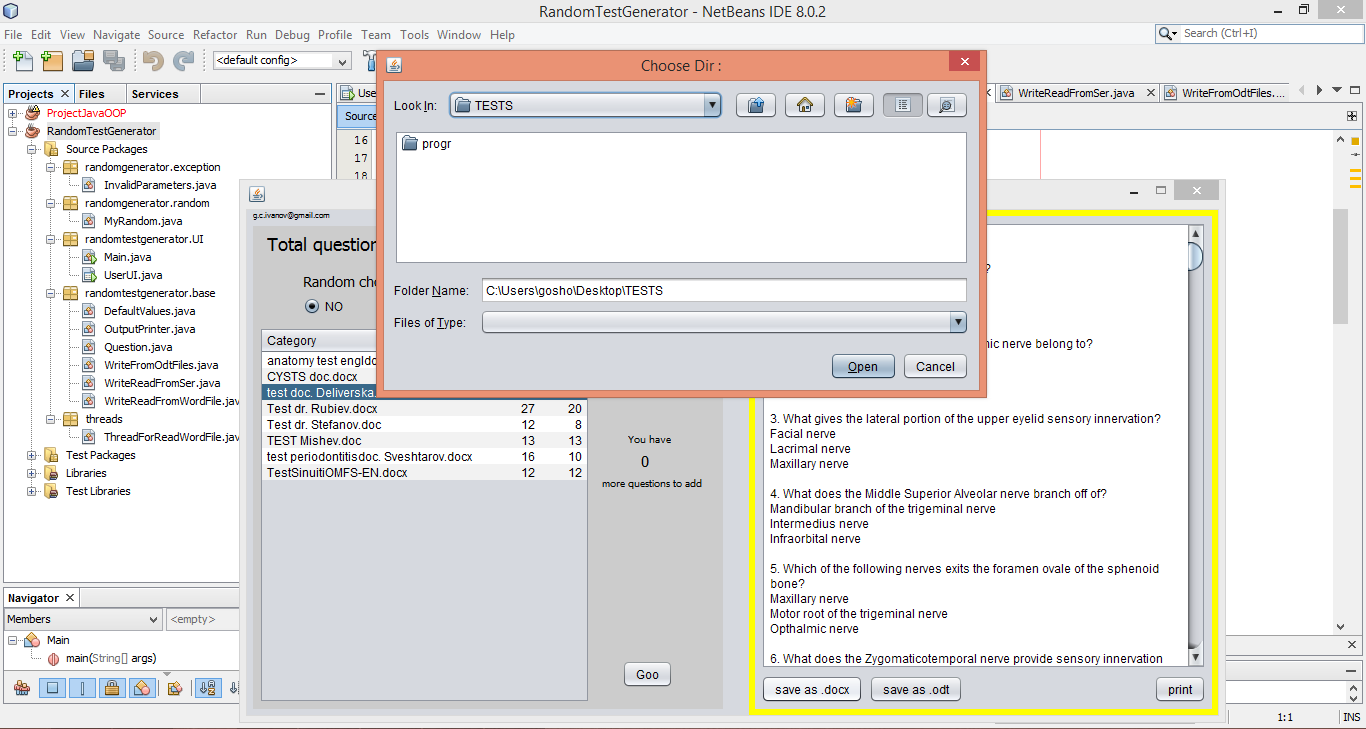 RandomTestGenerator - NetBeans IDE 8.0.2
File Edit View Navigate Source Refactor Run Debug Profile Team Tools Window Help
Search (Ctrl+I)
<default config>
Projects Files Services
ProjectJavaOOP
RandomTestGenerator
Source Packages
randomgenerator.exception
InvalidParameters.java
randomgenerator.random
MyRandom.java
randomtestgenerator.UI
Main.java
UserUI.java
randomtestgenerator.base
DefaultValues.java
OutputPrinter.java
Question.java
WriteFromOdtFiles.java
WriteReadFromSer.java
WriteReadFromWordFile.java
threads
ThreadForReadWordFile.jav
Test Packages
Libraries
Test Libraries
Navigator
Members
<empty>
Main
main(String[] args)
Use
WriteReadFromSer.java
WriteFromOdtFiles....
Source
16
17
18
Choose Dir :
Look In:
TESTS
progr
Folder Name:
C:\Users\gosho\Desktop\TESTS
Files of Type:
Open
Cancel
g.c.ivanov@gmail.com
Total question
Random cho
NO
Category
anatomy test engldo
CYSTS doc.docx
test doc. Deliverska.
Test dr. Rubiev.docx 27 20
Test dr. Stefanov.doc 12 8
TEST Mishev.doc 13 13
test periodontitisdoc. Sveshtarov.docx 16 10
TestSinuitiOMFS-EN.docx 12 12
You have
0
more questions to add
Goo
?
ic nerve belong to?
3. What gives the lateral portion of the upper eyelid sensory innervation?
Facial nerve
Lacrimal nerve
Maxillary nerve
4. What does the Middle Superior Alveolar nerve branch off of?
Mandibular branch of the trigeminal nerve
Intermedius nerve
Infraorbital nerve
5. Which of the following nerves exits the foramen ovale of the sphenoid
bone?
Maxillary nerve
Motor root of the trigeminal nerve
Opthalmic nerve
6. What does the Zygomaticotemporal nerve provide sensory innervation
save as .docx
save as .odt
print
1:1
INS